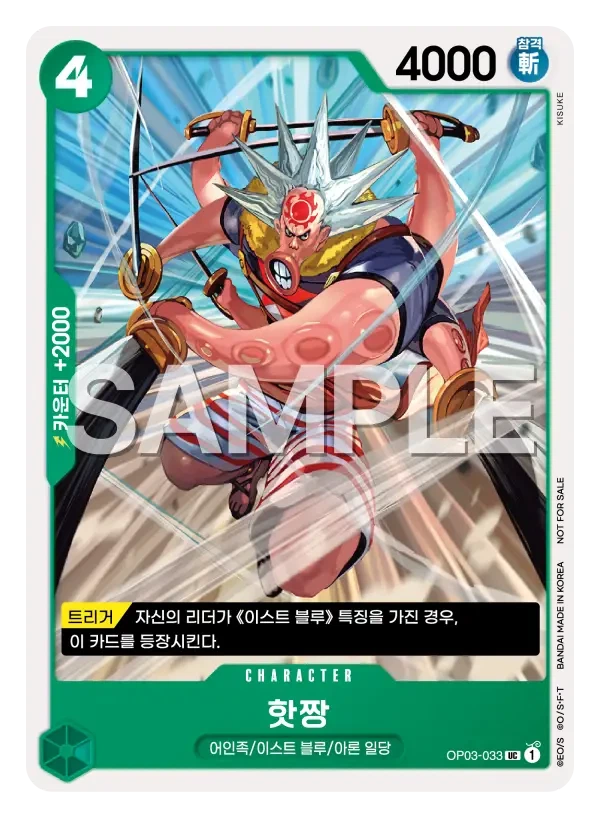 4
4000
참격
斬
KISUKE
카운터 +2000
SAMPLE
트리거 자신의 리더가 《이스트 블루》 특징을 가진 경우,
이 카드를 등장시킨다.
CHARACTER
핫짱
어인족/이스트 블루/아론 일당
OP03-033 UC 1
BANDAI MADE IN KOREA NOT FOR SALE
©EO/S ©O/S·F·T